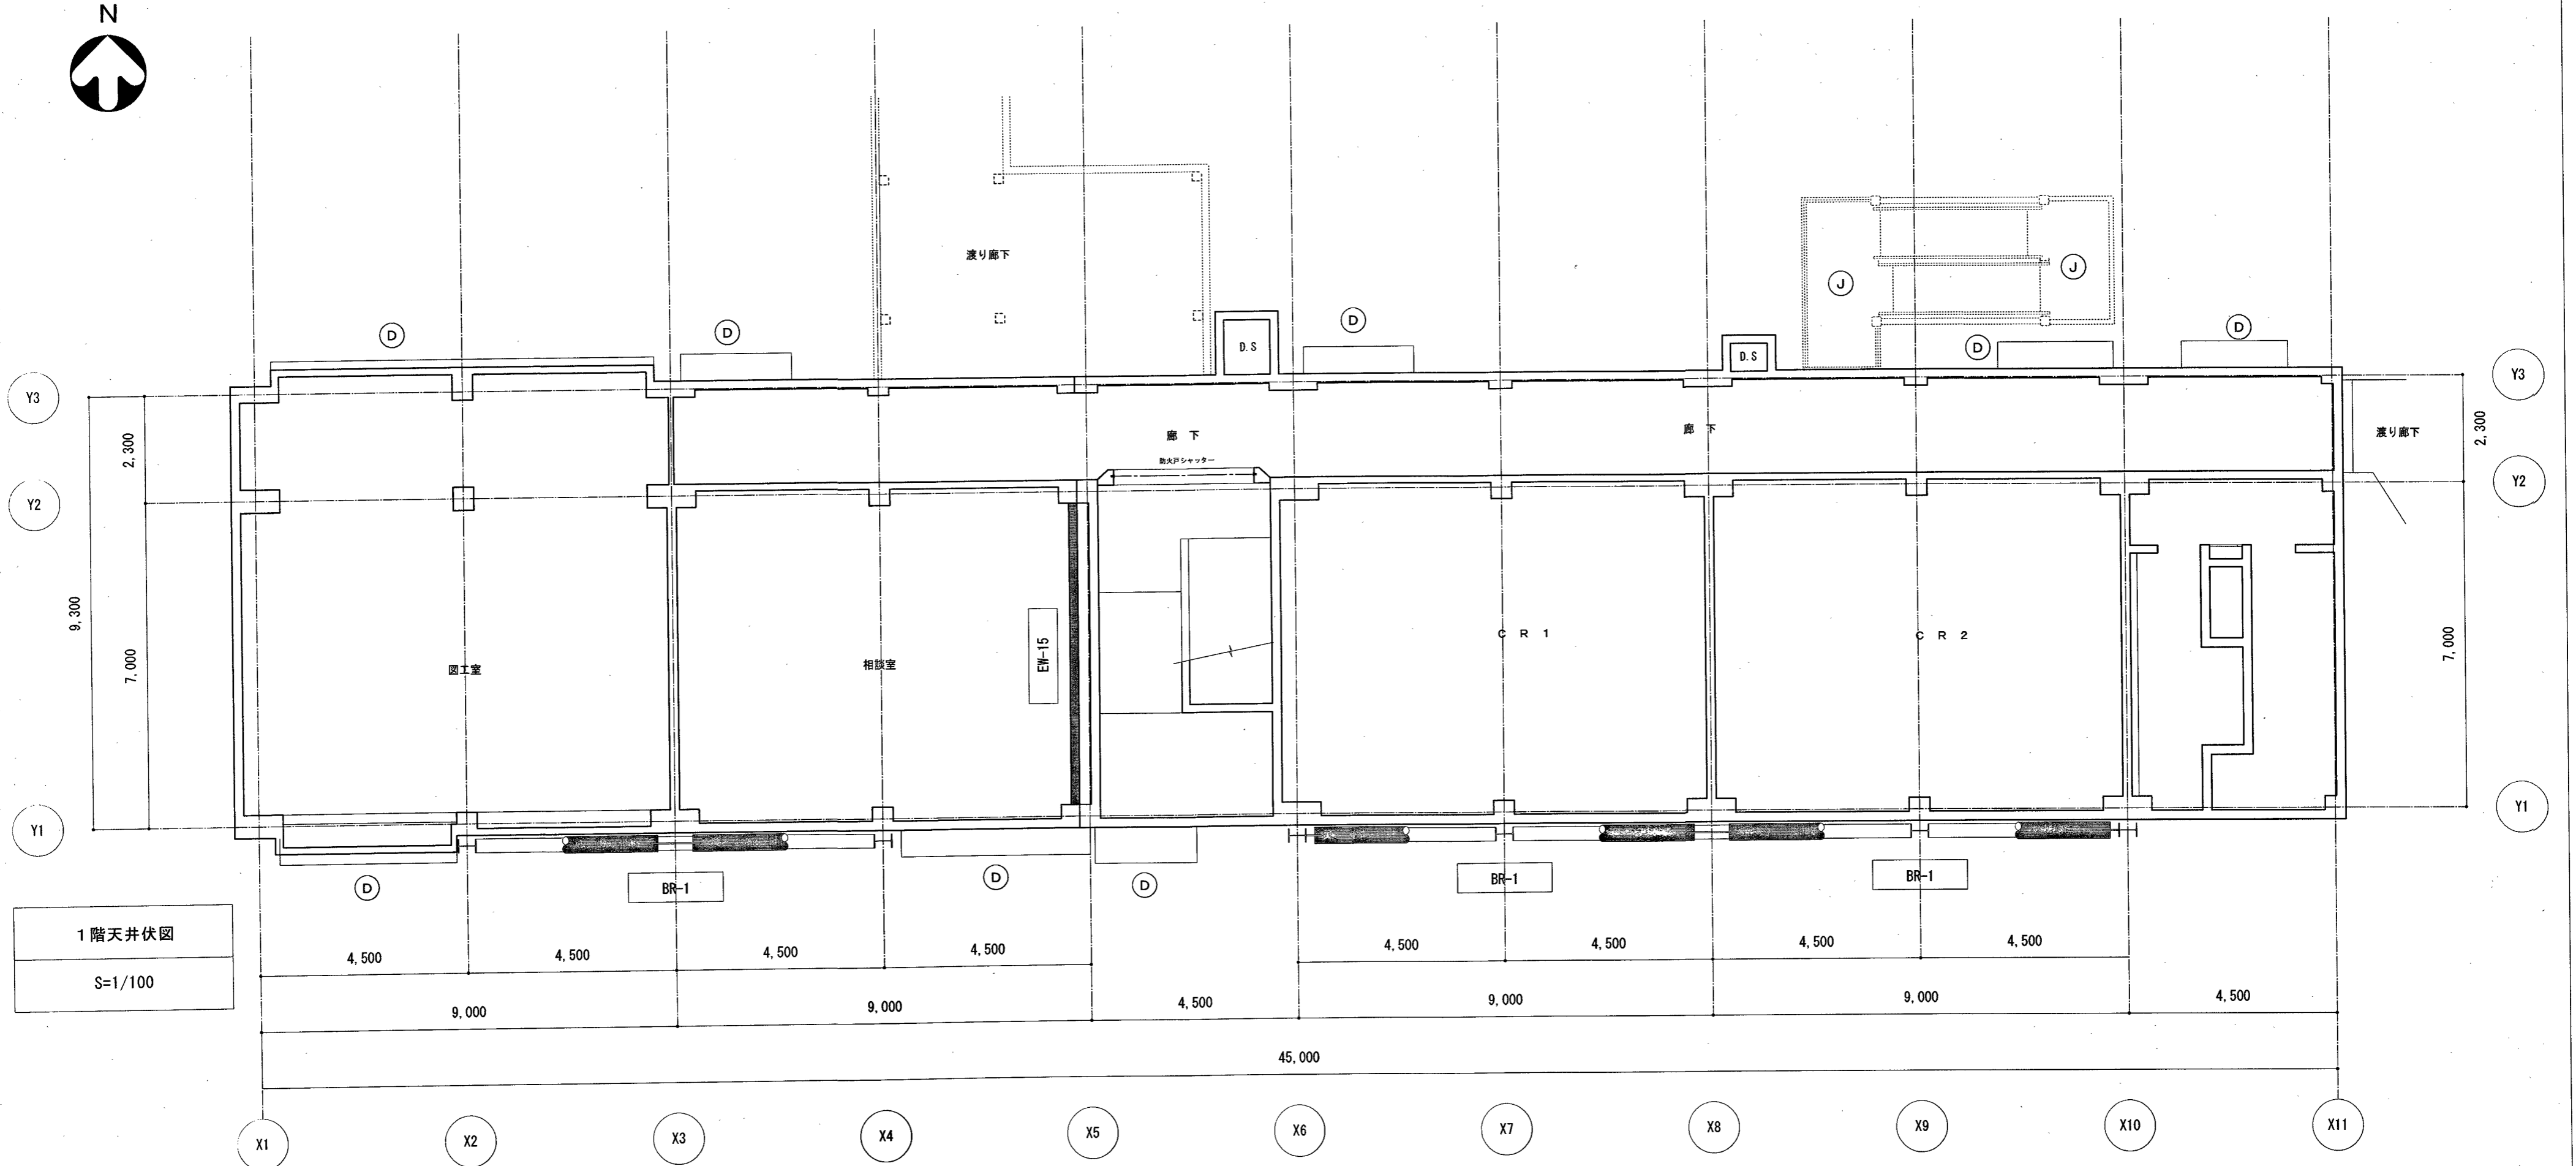 N
渡り廊下
J
J
D
D
D
D
D
D.S
D.S
Y3
Y3
2,300
廊 下
廊 下
渡り廊下
2,300
防火戸シャッター
Y2
Y2
9,300
7,000
図工室
相談室
EW-15
C R 1
C R 2
7,000
Y1
Y1
D
BR-1
D
D
BR-1
BR-1
1階天井伏図
S=1/100
4,500
4,500
4,500
4,500
4,500
4,500
4,500
4,500
9,000
9,000
4,500
9,000
9,000
4,500
45,000
X1
X2
X3
X4
X5
X6
X7
X8
X9
X10
X11